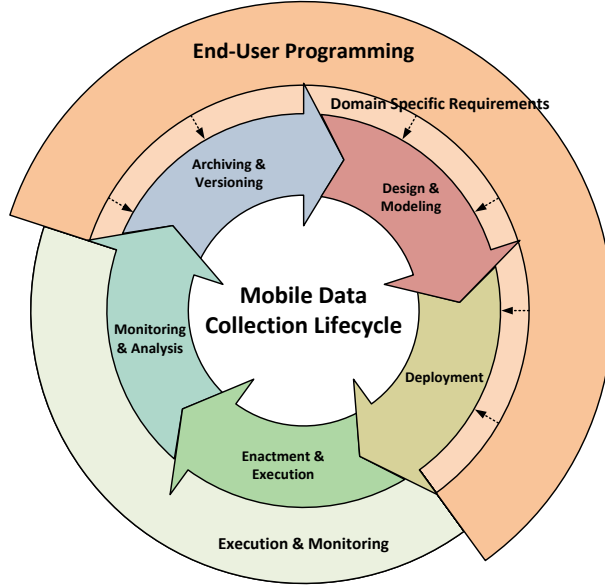 End-User Programming
Domain Specific Requirements
Archiving &
Versioning
Design &
Modeling
Mobile Data
Collection Lifecycle
Monitoring
& Analysis
Deployment
Enactment &
Execution
Execution & Monitoring